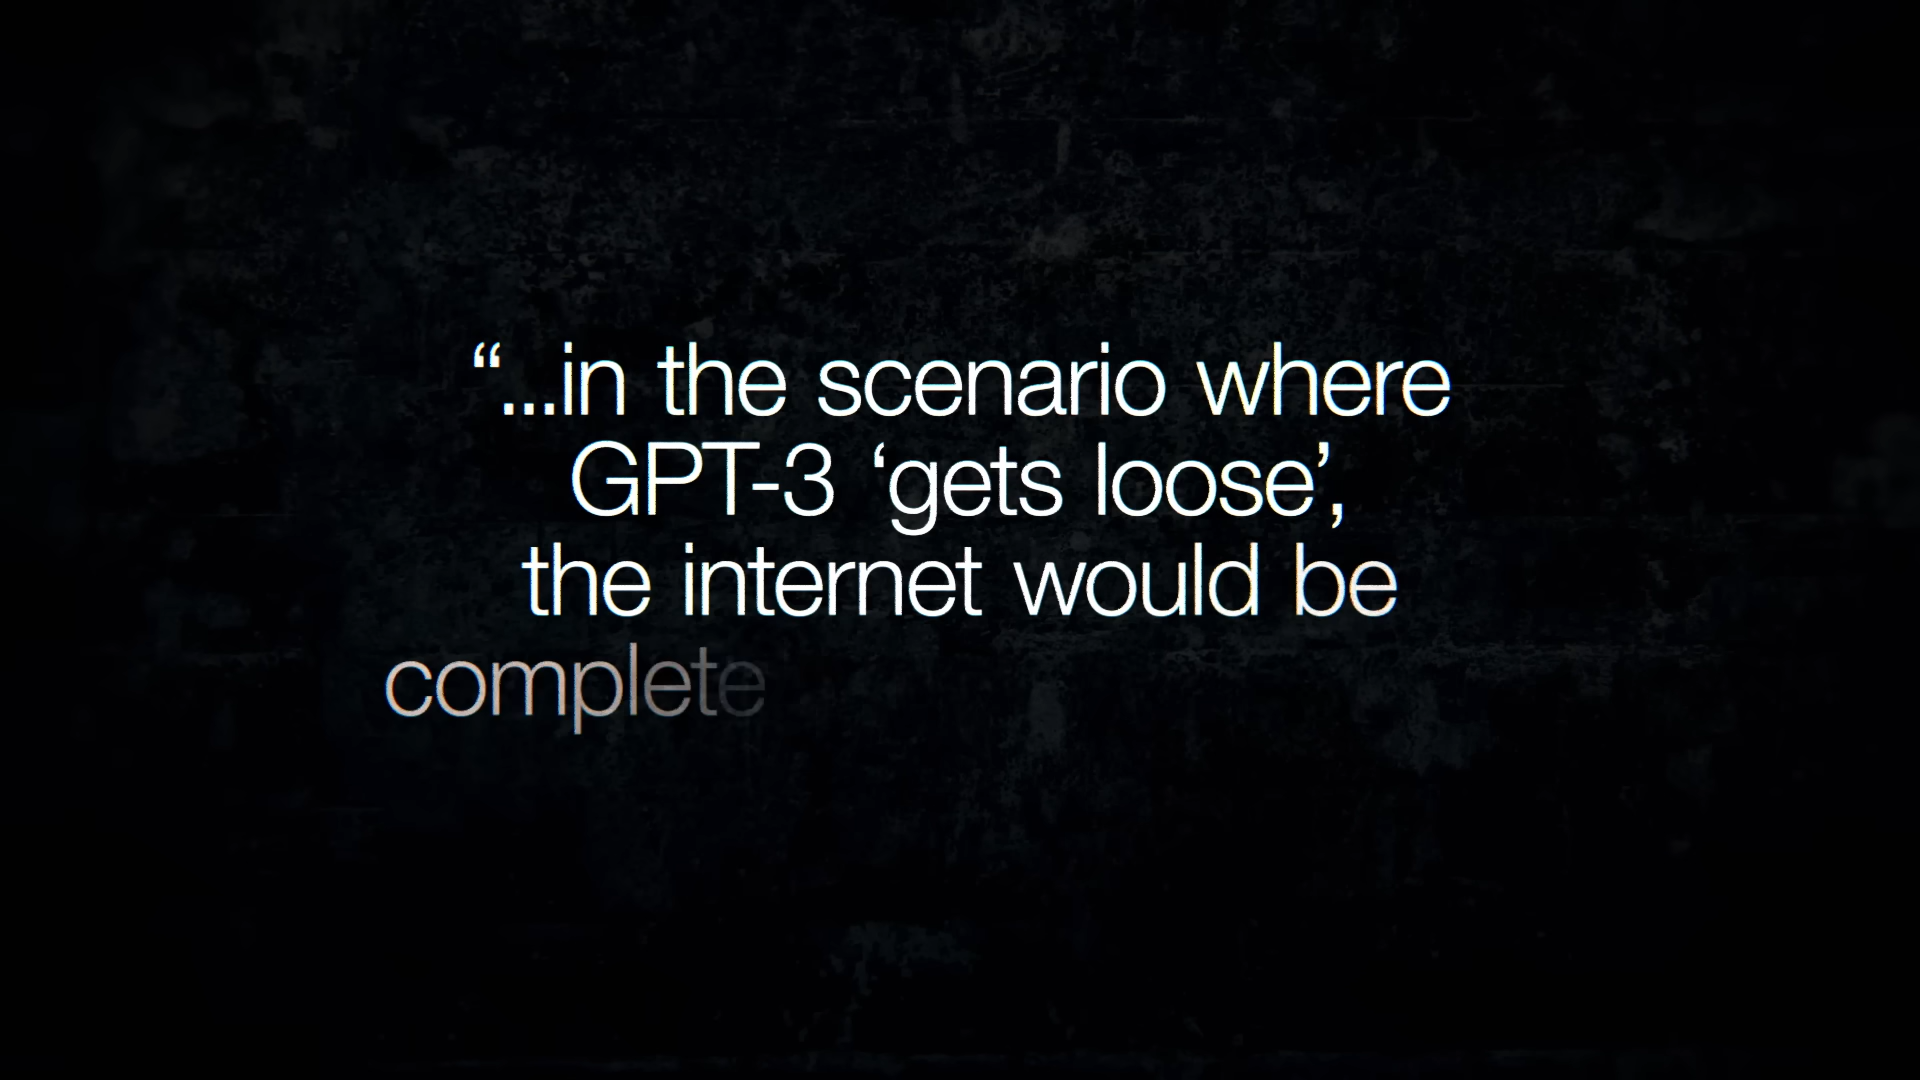 “...in the scenario where
GPT-3 ‘gets loose’,
the internet would be
complete